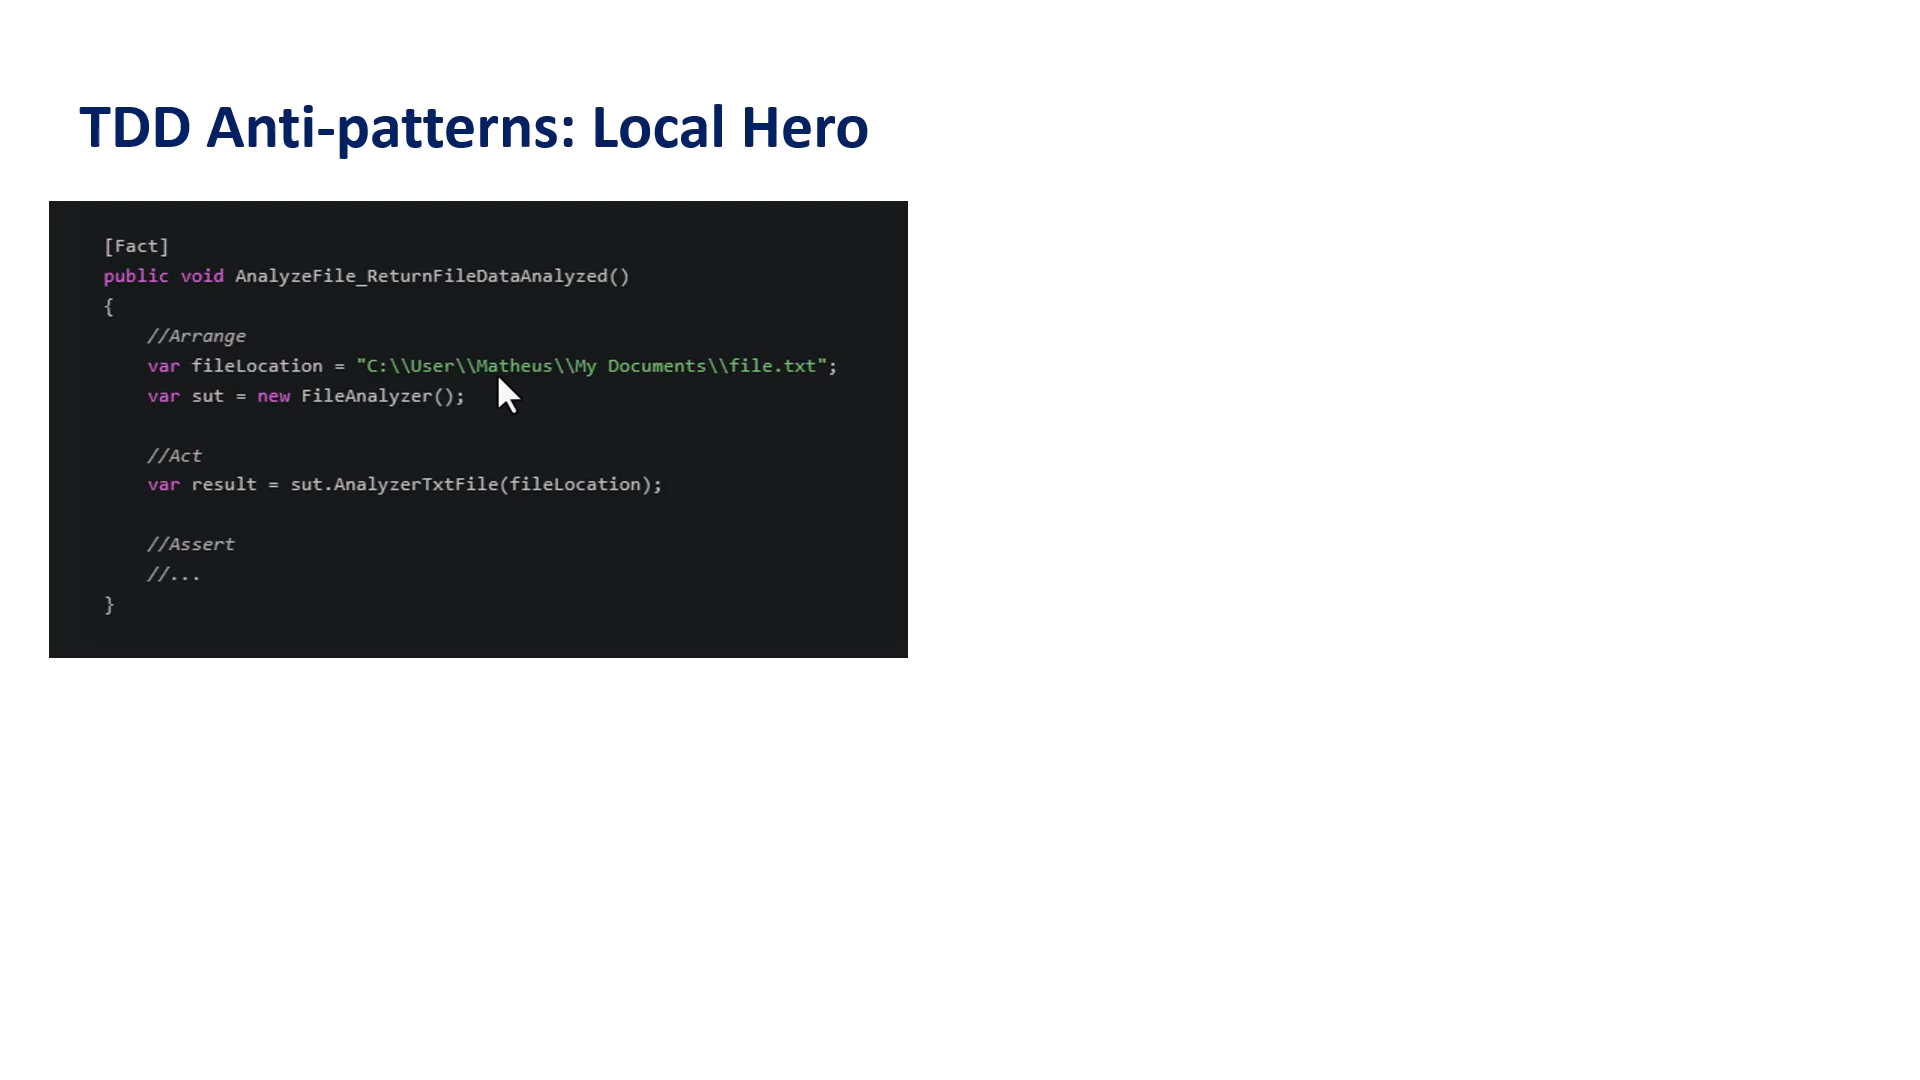 TDD Anti-patterns: Local Hero
[Fact]
public void AnalyzeFile_ReturnFileDataAnalyzed()
{
//Arrange
var fileLocation = "C:\\User\\Matheus\\My Documents\\file.txt";
var sut = new FileAnalyzer();
//Act
var result = sut.AnalyzerTxtFile(fileLocation);
//Assert
//...
}